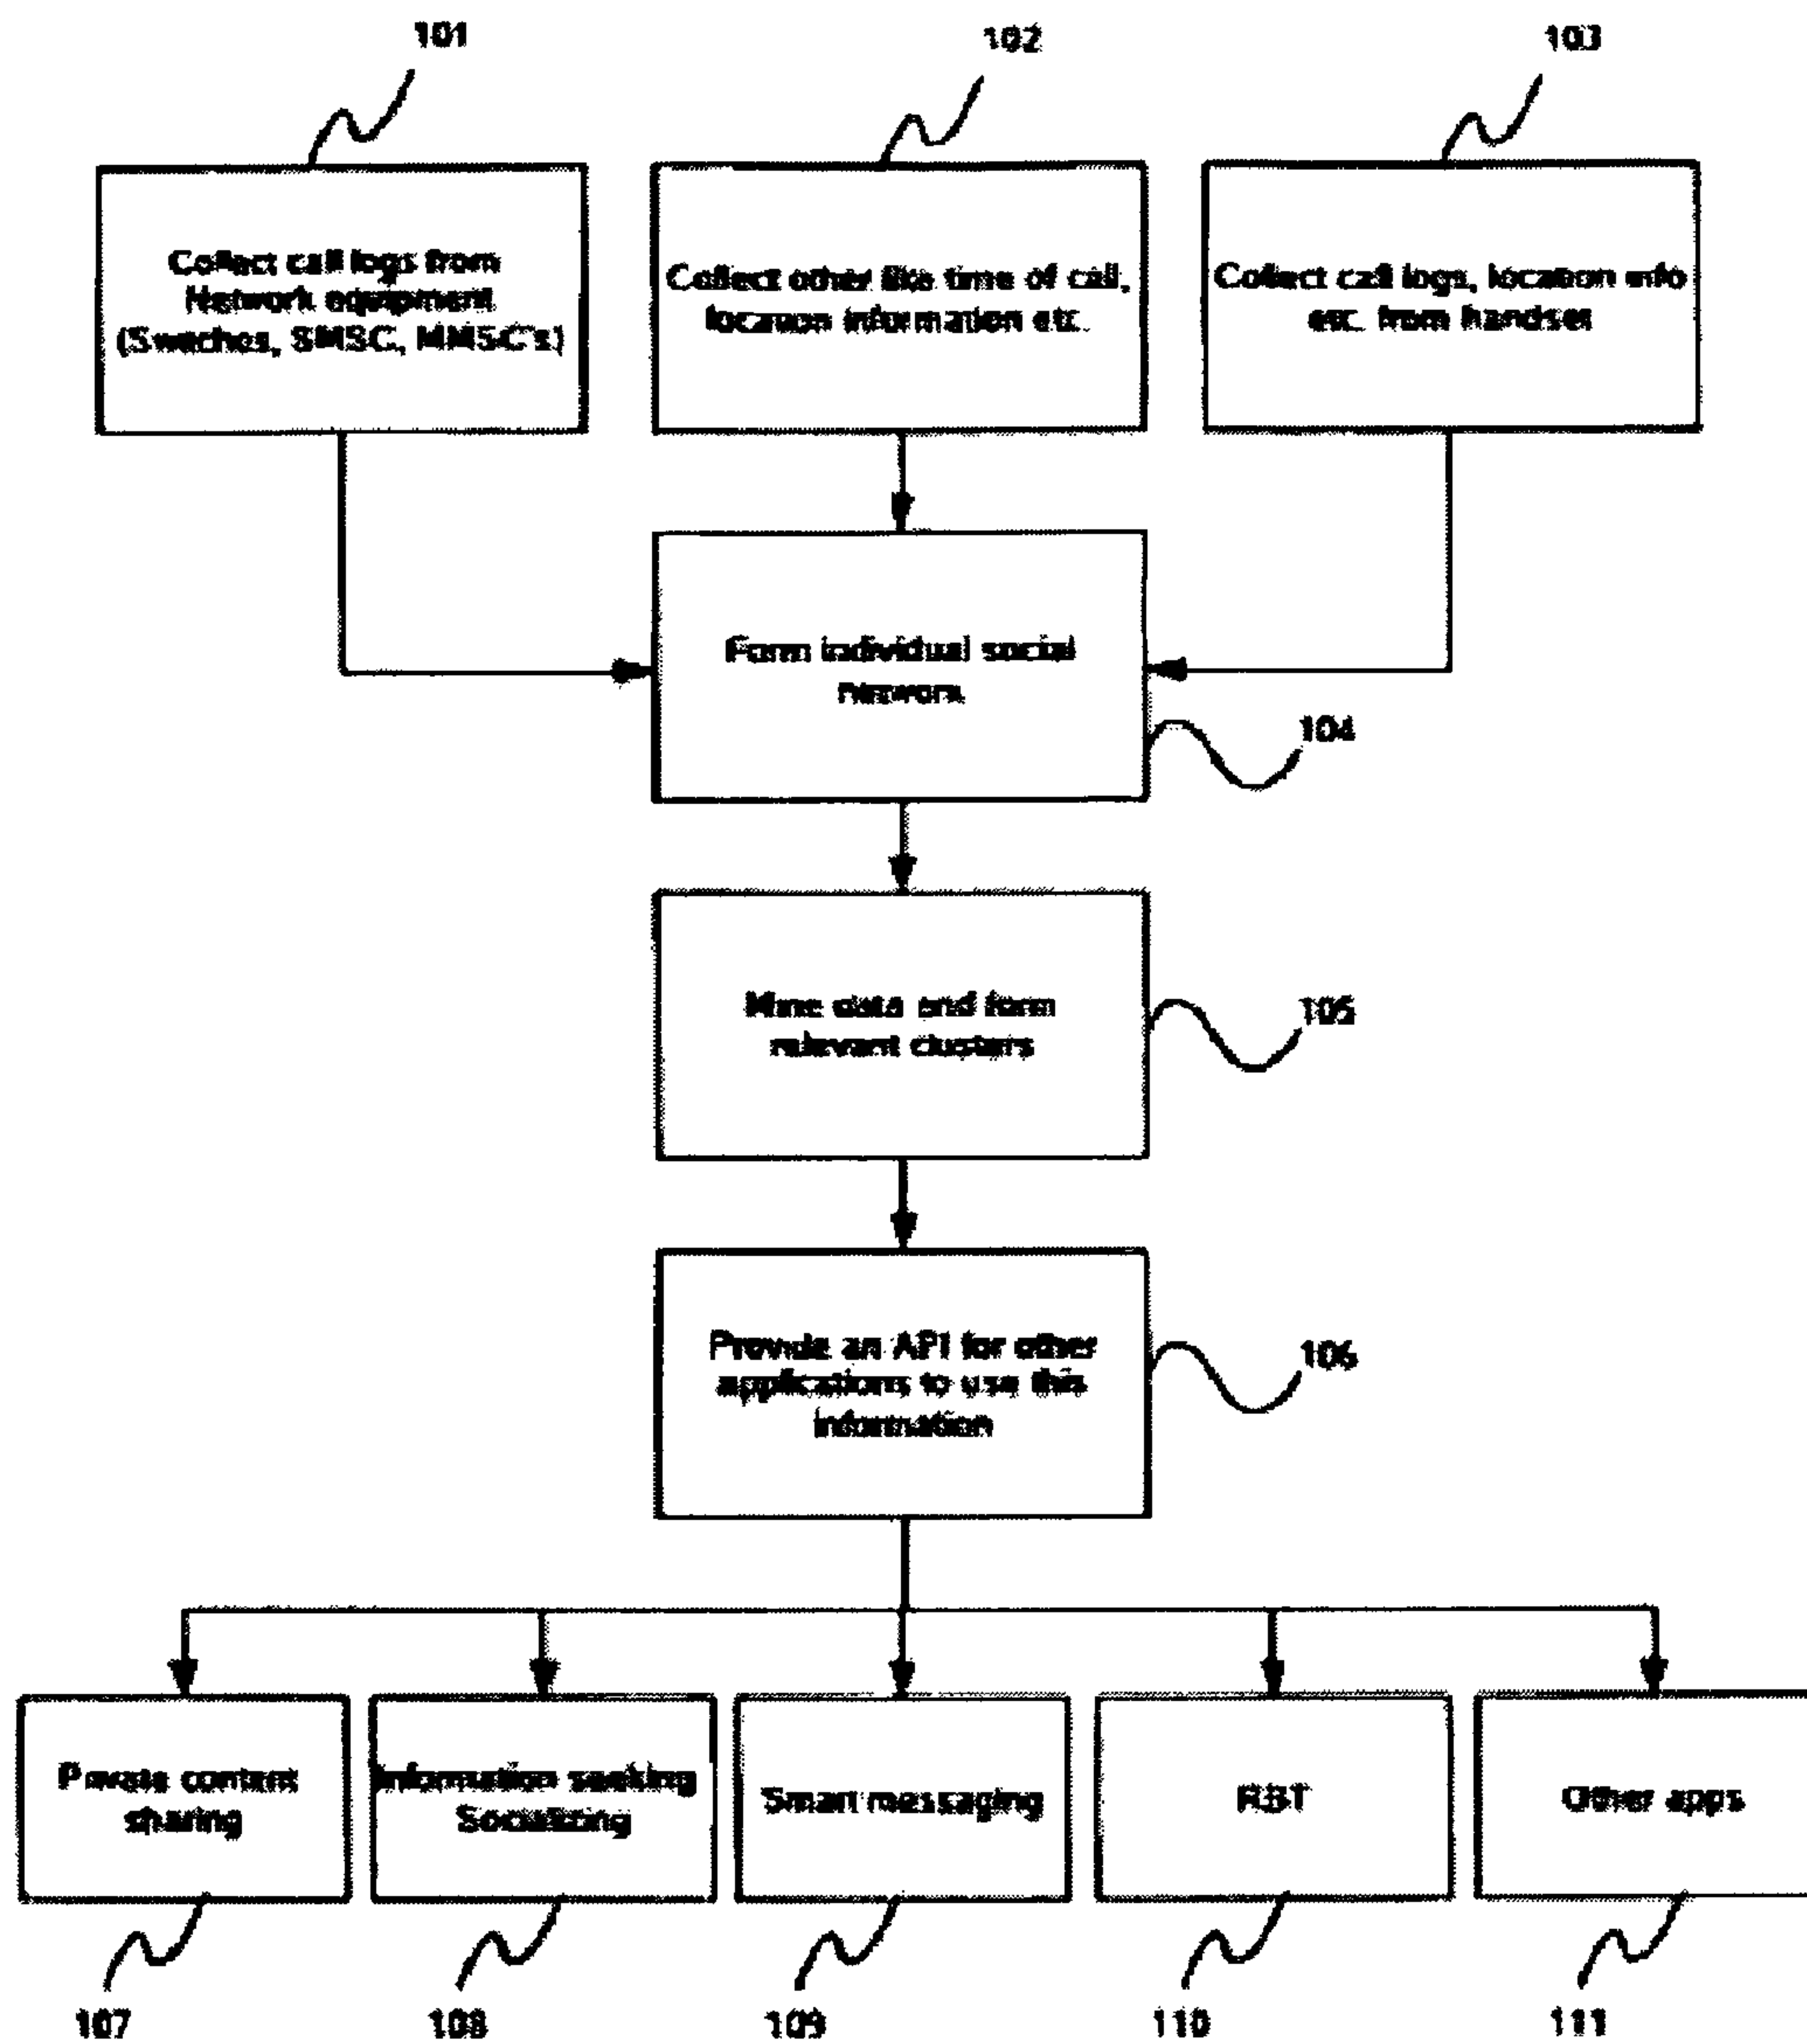 101
102
103
Collect call logs from
Network equipment
(Switches, SMSC, MMSC's)
Collect other like time of call,
location information etc.
Collect call logs, location info
etc. from handset
Form individual social
network
104
Mine data and form
relevant clusters
105
Provide an API for other
applications to use this
information
106
Private content
sharing
Information seeking
Socializing
Smart messaging
RBT
Other apps
107
108
109
110
111